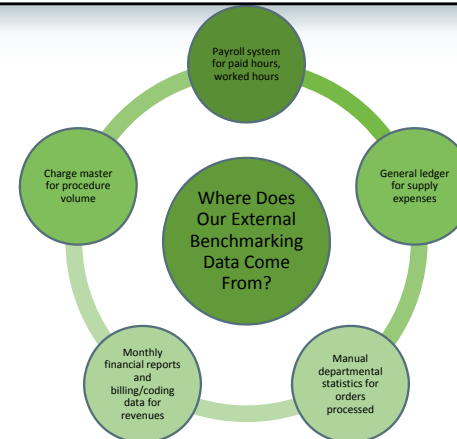 Payroll system
for paid hours,
worked hours
Charge master
for procedure
volume
General ledger
for supply
expenses
Where Does
Our External
Benchmarking
Data Come
From?
Monthly
financial reports
and
billing/coding
data for
revenues
Manual
departmental
statistics for
orders
processed